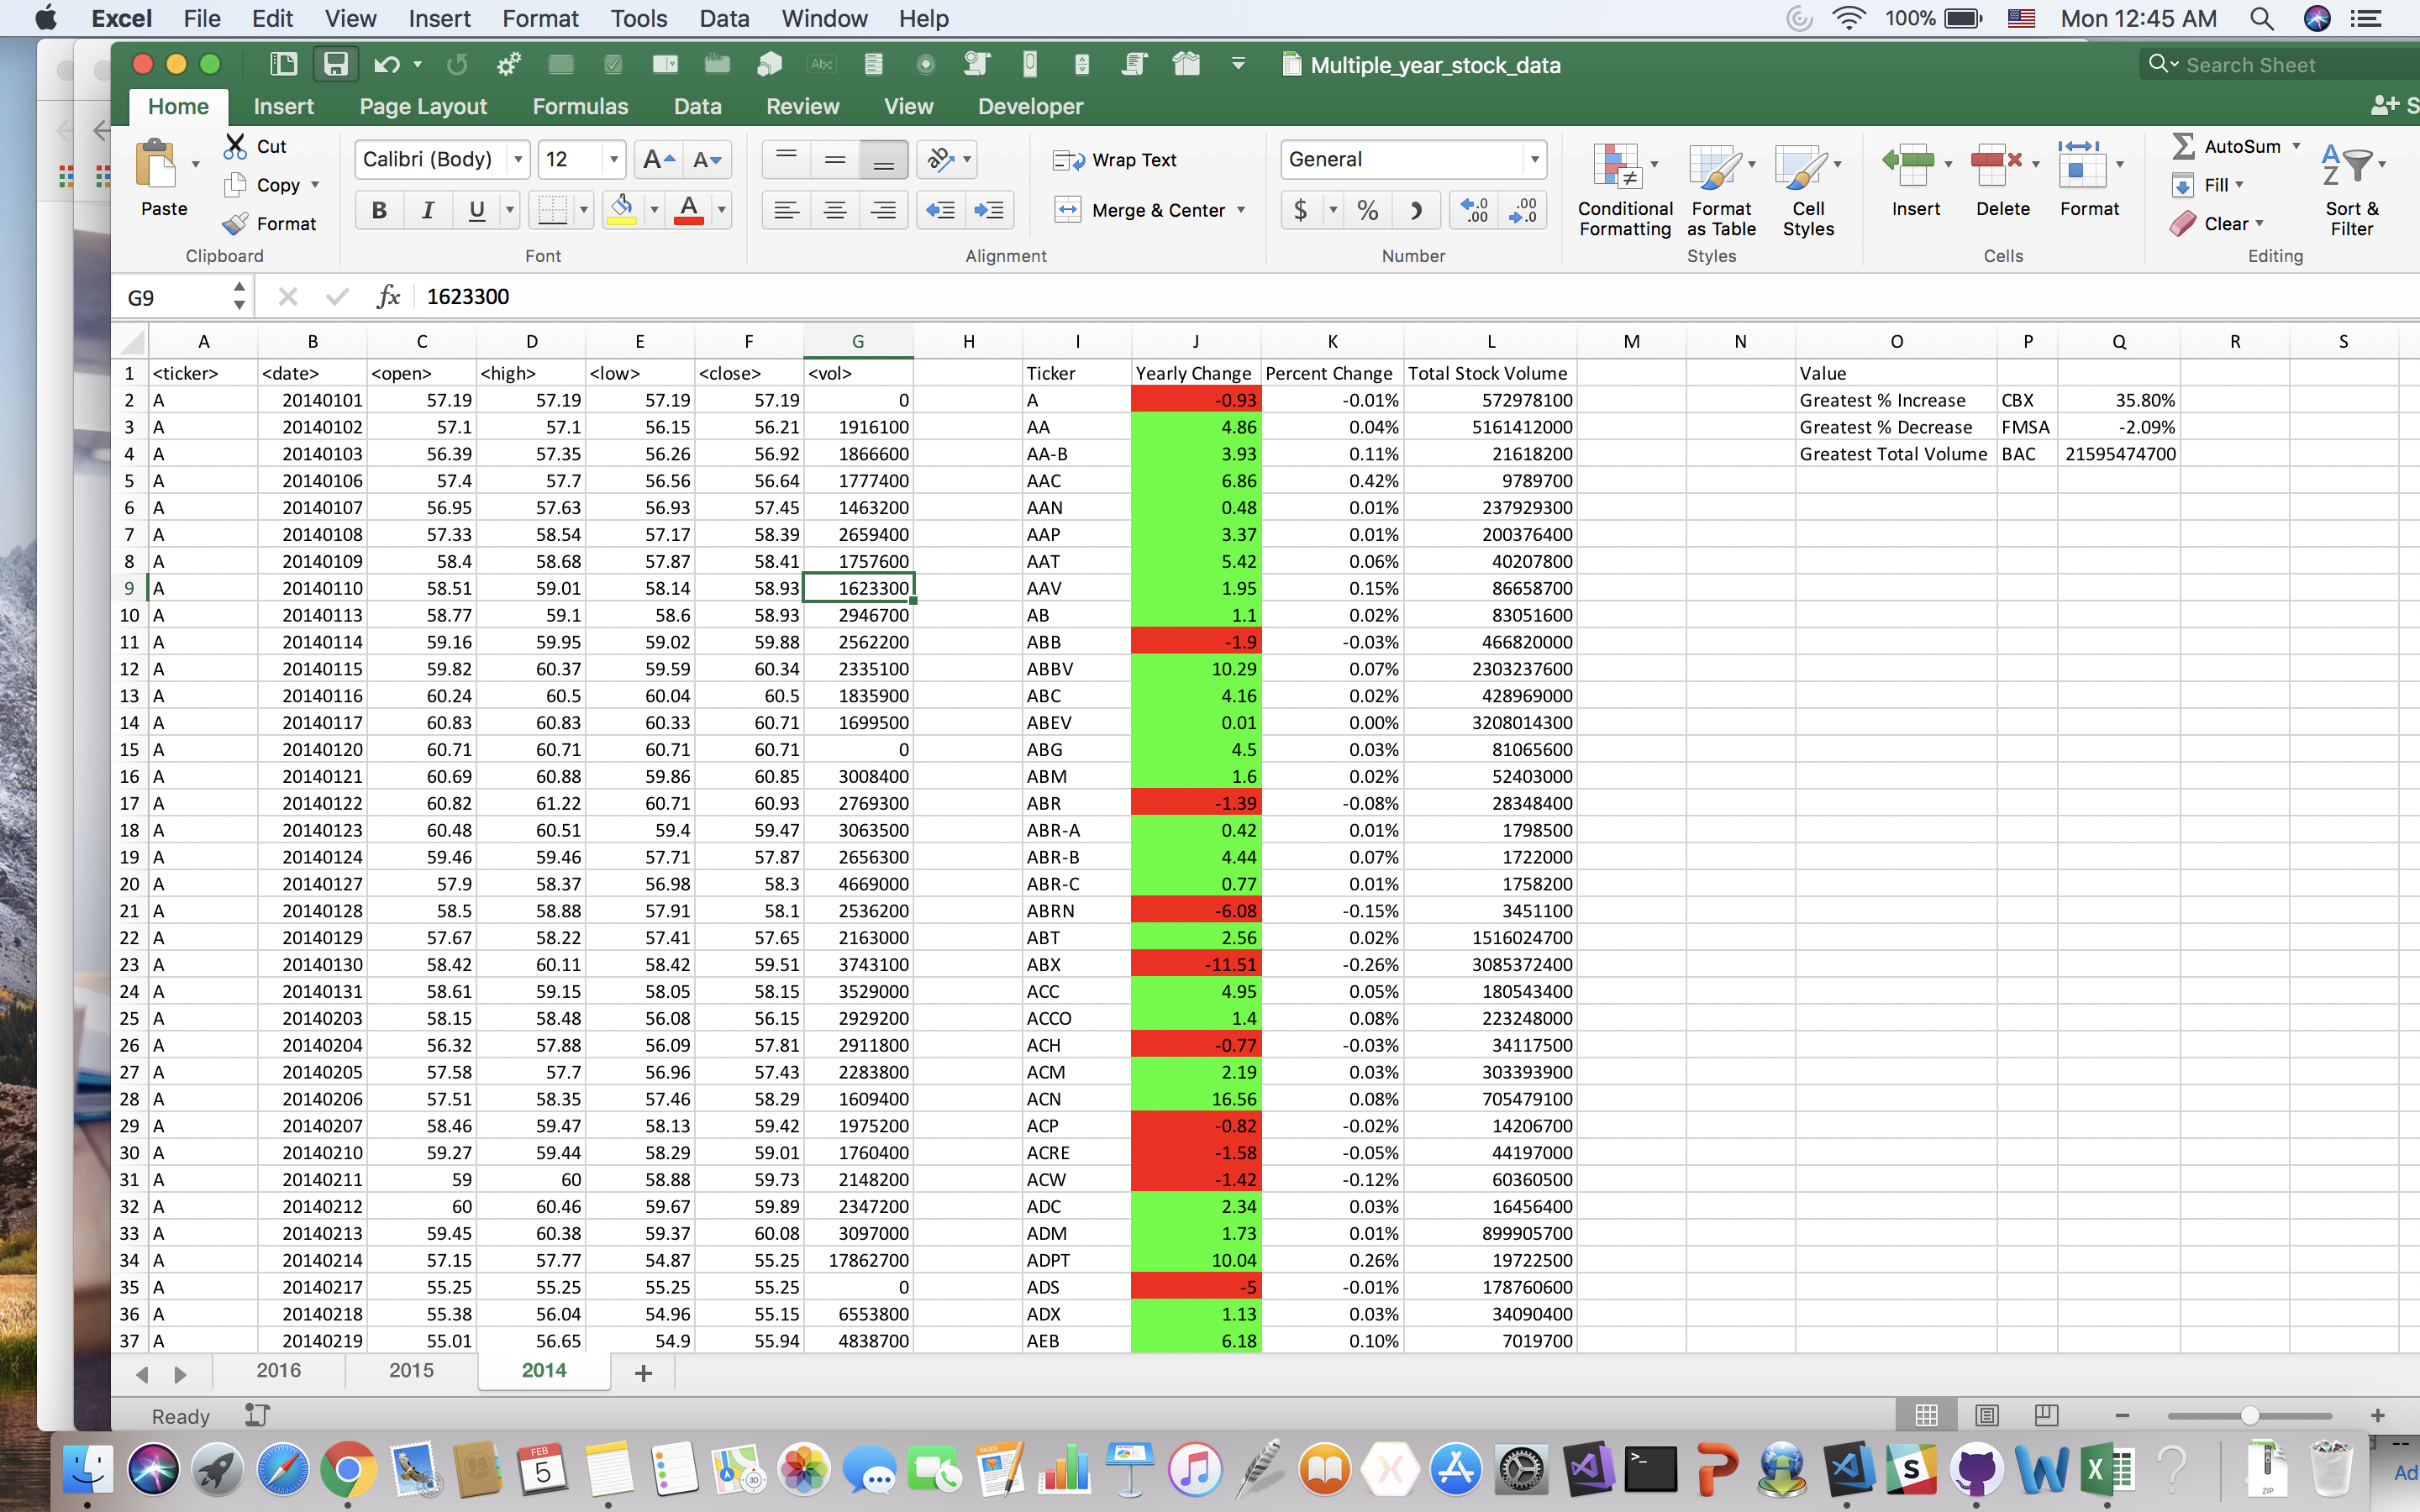 Excel File Edit View Insert Format Tools Data Window Help 100% Mon 12:45 AM
Abc Multiple_year_stock_data Search Sheet
Home Insert Page Layout Formulas Data Review View Developer S
Paste Cut Copy Format Clipboard
Calibri (Body) 12 A A B I U A Font
ab Wrap Text Merge & Center Alignment
General $ % .0 .00 .00 .0 Number
Conditional Formatting Format as Table Cell Styles Styles
Insert Delete Format Cells
AutoSum Fill Clear Sort & Filter Editing
G9 fx 1623300
A B C D E F G H I J K L M N O P Q R S
1 <ticker> <date> <open> <high> <low> <close> <vol> Ticker Yearly Change Percent Change Total Stock Volume Value
2 A 20140101 57.19 57.19 57.19 57.19 0 A -0.93 -0.01% 572978100 Greatest % Increase CBX 35.80%
3 A 20140102 57.1 57.1 56.15 56.21 1916100 AA 4.86 0.04% 5161412000 Greatest % Decrease FMSA -2.09%
4 A 20140103 56.39 57.35 56.26 56.92 1866600 AA-B 3.93 0.11% 21618200 Greatest Total Volume BAC 21595474700
5 A 20140106 57.4 57.7 56.56 56.64 1777400 AAC 6.86 0.42% 9789700
6 A 20140107 56.95 57.63 56.93 57.45 1463200 AAN 0.48 0.01% 237929300
7 A 20140108 57.33 58.54 57.17 58.39 2659400 AAP 3.37 0.01% 200376400
8 A 20140109 58.4 58.68 57.87 58.41 1757600 AAT 5.42 0.06% 40207800
9 A 20140110 58.51 59.01 58.14 58.93 1623300 AAV 1.95 0.15% 86658700
10 A 20140113 58.77 59.1 58.6 58.93 2946700 AB 1.1 0.02% 83051600
11 A 20140114 59.16 59.95 59.02 59.88 2562200 ABB -1.9 -0.03% 466820000
12 A 20140115 59.82 60.37 59.59 60.34 2335100 ABBV 10.29 0.07% 2303237600
13 A 20140116 60.24 60.5 60.04 60.5 1835900 ABC 4.16 0.02% 428969000
14 A 20140117 60.83 60.83 60.33 60.71 1699500 ABEV 0.01 0.00% 3208014300
15 A 20140120 60.71 60.71 60.71 60.71 0 ABG 4.5 0.03% 81065600
16 A 20140121 60.69 60.88 59.86 60.85 3008400 ABM 1.6 0.02% 52403000
17 A 20140122 60.82 61.22 60.71 60.93 2769300 ABR -1.39 -0.08% 28348400
18 A 20140123 60.48 60.51 59.4 59.47 3063500 ABR-A 0.42 0.01% 1798500
19 A 20140124 59.46 59.46 57.71 57.87 2656300 ABR-B 4.44 0.07% 1722000
20 A 20140127 57.9 58.37 56.98 58.3 4669000 ABR-C 0.77 0.01% 1758200
21 A 20140128 58.5 58.88 57.91 58.1 2536200 ABRN -6.08 -0.15% 3451100
22 A 20140129 57.67 58.22 57.41 57.65 2163000 ABT 2.56 0.02% 1516024700
23 A 20140130 58.42 60.11 58.42 59.51 3743100 ABX -11.51 -0.26% 3085372400
24 A 20140131 58.61 59.15 58.05 58.15 3529000 ACC 4.95 0.05% 180543400
25 A 20140203 58.15 58.48 56.08 56.15 2929200 ACCO 1.4 0.08% 223248000
26 A 20140204 56.32 57.88 56.09 57.81 2911800 ACH -0.77 -0.03% 34117500
27 A 20140205 57.58 57.7 56.96 57.43 2283800 ACM 2.19 0.03% 303393900
28 A 20140206 57.51 58.35 57.46 58.29 1609400 ACN 16.56 0.08% 705479100
29 A 20140207 58.46 59.47 58.13 59.42 1975200 ACP -0.82 -0.02% 14206700
30 A 20140210 59.27 59.44 58.29 59.01 1760400 ACRE -1.58 -0.05% 44197000
31 A 20140211 59 60 58.88 59.73 2148200 ACW -1.42 -0.12% 60360500
32 A 20140212 60 60.46 59.67 59.89 2347200 ADC 2.34 0.03% 16456400
33 A 20140213 59.45 60.38 59.37 60.08 3097000 ADM 1.73 0.01% 899905700
34 A 20140214 57.15 57.77 54.87 55.25 17862700 ADPT 10.04 0.26% 19722500
35 A 20140217 55.25 55.25 55.25 55.25 0 ADS -5 -0.01% 178760600
36 A 20140218 55.38 56.04 54.96 55.15 6553800 ADX 1.13 0.03% 34090400
37 A 20140219 55.01 56.65 54.9 55.94 4838700 AEB 6.18 0.10% 7019700
2016 2015 2014 +
Ready
FEB 5 PAGES 3D ZIP Ad